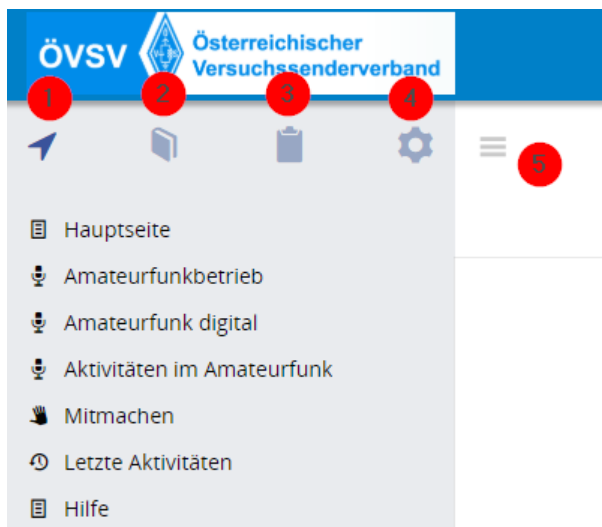 ÖVSV
Österreichischer
Versuchssenderverband
1
2
3
4
5
Hauptseite
Amateurfunkbetrieb
Amateurfunk digital
Aktivitäten im Amateurfunk
Mitmachen
Letzte Aktivitäten
Hilfe